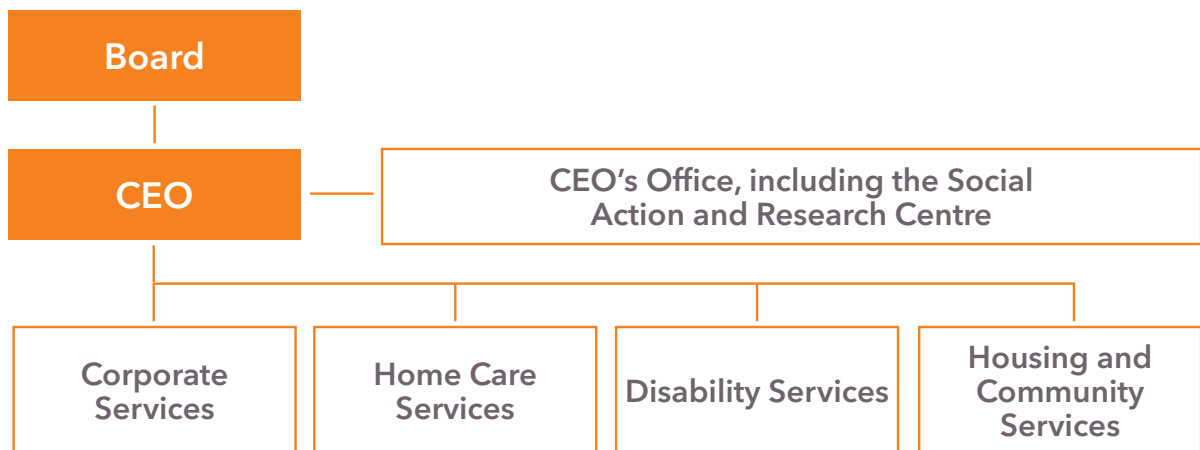 Board
CEO
CEO’s Office, including the Social
Action and Research Centre
Corporate
Services
Home Care
Services
Disability Services
Housing and
Community
Services